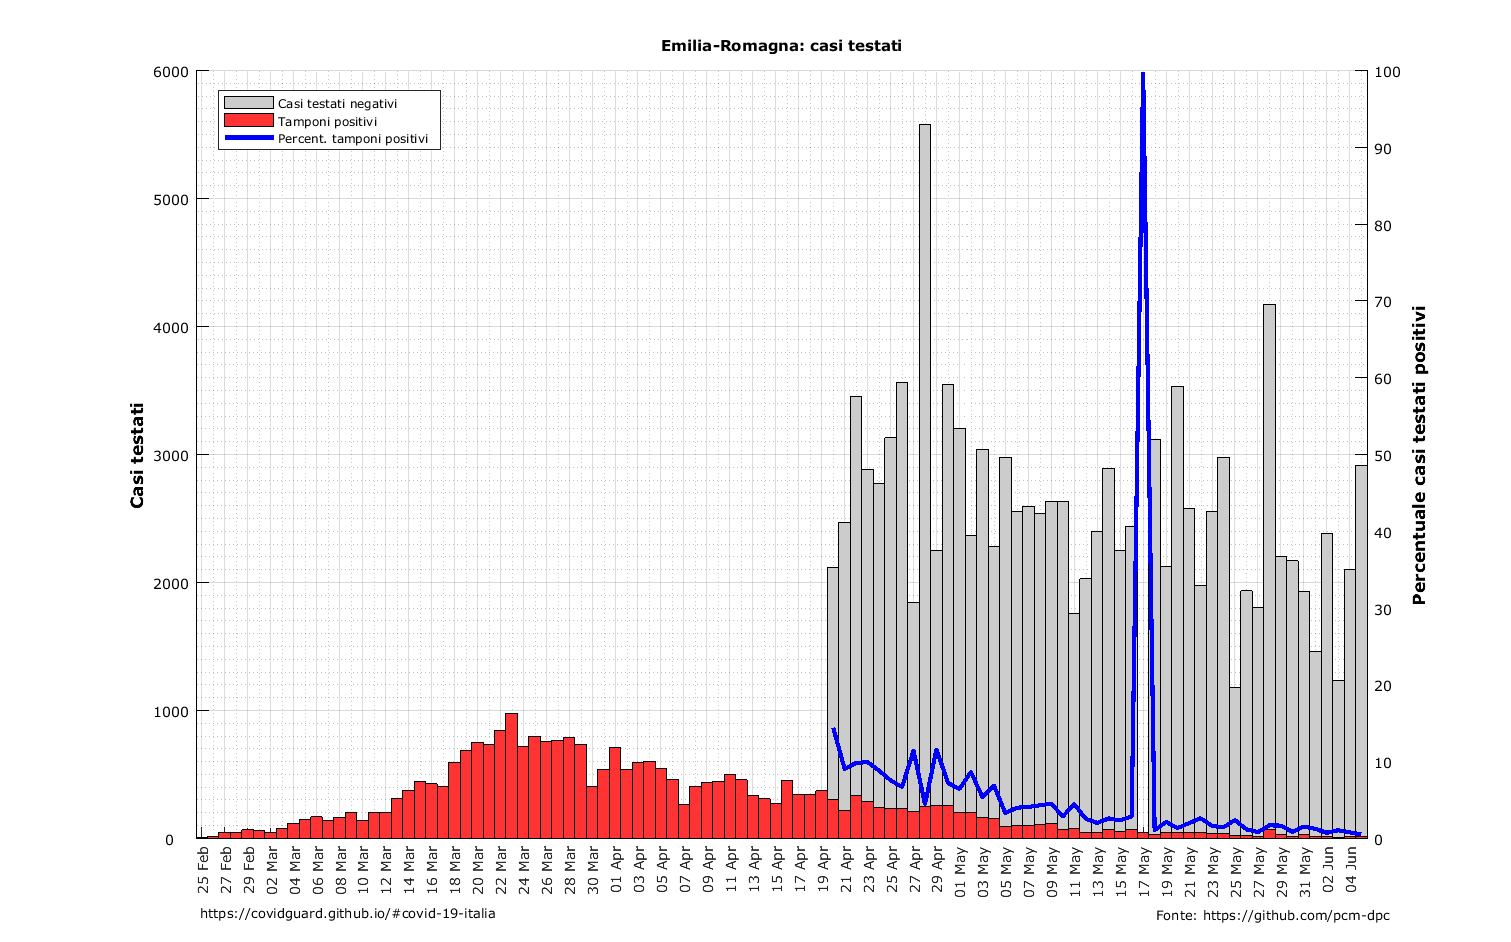 Emilia-Romagna: casi testati
Casi testati negativi
Tamponi positivi
Percent. tamponi positivi
Casi testati
6000
5000
4000
3000
2000
1000
0
100
90
80
70
60
50
40
30
20
10
0
Percentuale casi testati positivi
25 Feb
27 Feb
29 Feb
02 Mar
04 Mar
06 Mar
08 Mar
10 Mar
12 Mar
14 Mar
16 Mar
18 Mar
20 Mar
22 Mar
24 Mar
26 Mar
28 Mar
30 Mar
01 Apr
03 Apr
05 Apr
07 Apr
09 Apr
11 Apr
13 Apr
15 Apr
17 Apr
19 Apr
21 Apr
23 Apr
25 Apr
27 Apr
29 Apr
01 May
03 May
05 May
07 May
09 May
11 May
13 May
15 May
17 May
19 May
21 May
23 May
25 May
27 May
29 May
31 May
02 Jun
04 Jun
https://covidguard.github.io/#covid-19-italia
Fonte: https://github.com/pcm-dpc